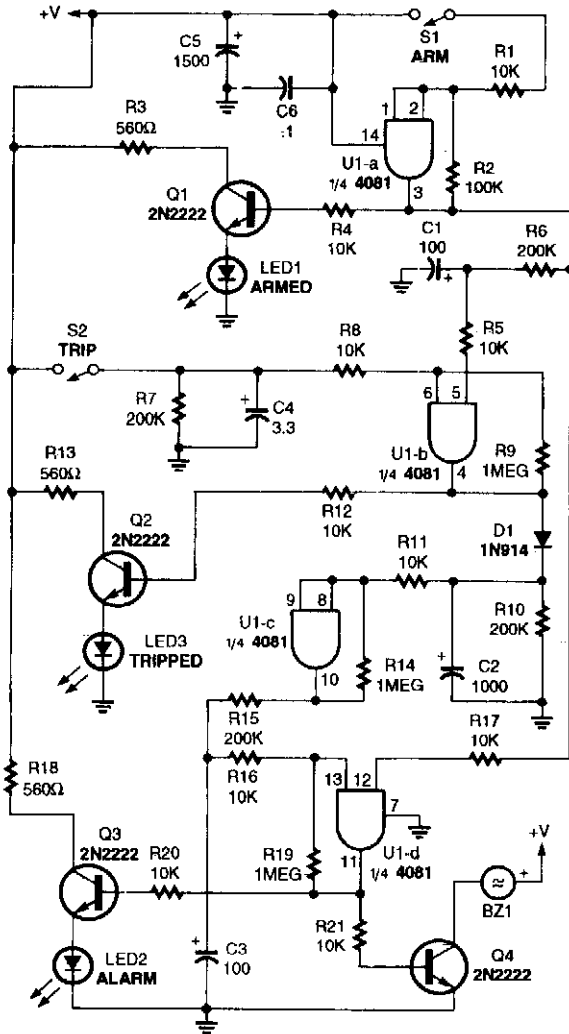 +V
C5
1500
+
S1
ARM
R1
10K
C6
:1
1
2
14
R3
560Ω
U1-a
1/4 4081
3
R2
100K
Q1
2N2222
R4
10K
C1
100
+
R6
200K
LED1
ARMED
S2
TRIP
R8
10K
R5
10K
6
5
R7
200K
+
C4
3.3
U1-b
1/4 4081
4
R9
1MEG
R13
560Ω
Q2
2N2222
R12
10K
R11
10K
D1
1N914
9
8
U1-c
1/4 4081
10
R10
200K
LED3
TRIPPED
R14
1MEG
+
C2
1000
R15
200K
R17
10K
R16
10K
13
12
7
R18
560Ω
U1-d
1/4 4081
11
+V
Q3
2N2222
R20
10K
R19
1MEG
+
BZ1
R21
10K
Q4
2N2222
LED2
ALARM
+
C3
100